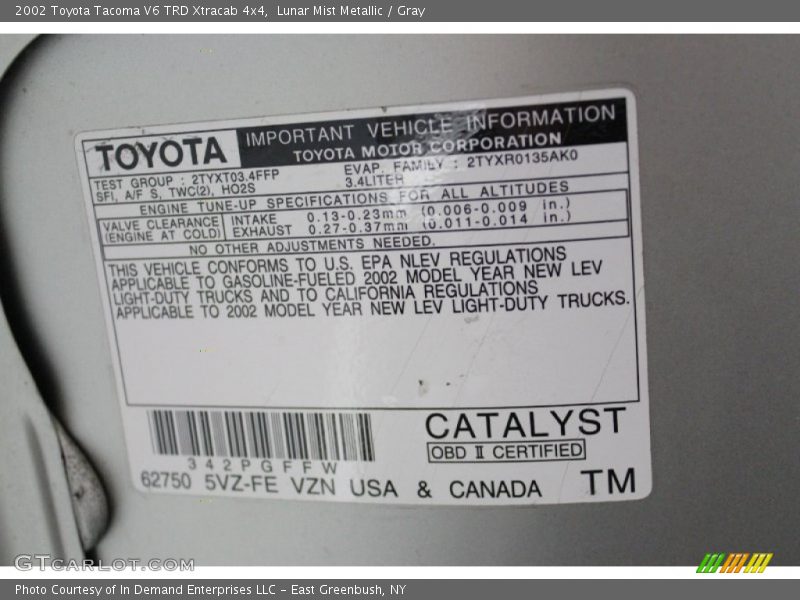 2002 Toyota Tacoma V6 TRD Xtracab 4x4, Lunar Mist Metallic / Gray
TOYOTA
IMPORTANT VEHICLE INFORMATION
TOYOTA MOTOR CORPORATION
TEST GROUP : 2TYXT03.4FFP
EVAP. FAMILY : 2TYXR0135AK0
SFI, A/F S, TWC(2), HO2S
3.4LITER
ENGINE TUNE-UP SPECIFICATIONS FOR ALL ALTITUDES
VALVE CLEARANCE
(ENGINE AT COLD)
INTAKE 0.13-0.23mm (0.006-0.009 in.)
EXHAUST 0.27-0.37mm (0.011-0.014 in.)
NO OTHER ADJUSTMENTS NEEDED.
THIS VEHICLE CONFORMS TO U.S. EPA NLEV REGULATIONS
APPLICABLE TO GASOLINE-FUELED 2002 MODEL YEAR NEW LEV
LIGHT-DUTY TRUCKS AND TO CALIFORNIA REGULATIONS
APPLICABLE TO 2002 MODEL YEAR NEW LEV LIGHT-DUTY TRUCKS.
CATALYST
OBD II CERTIFIED
342PGFFW
62750 5VZ-FE VZN USA & CANADA TM
GTCARLOT.COM
Photo Courtesy of In Demand Enterprises LLC - East Greenbush, NY